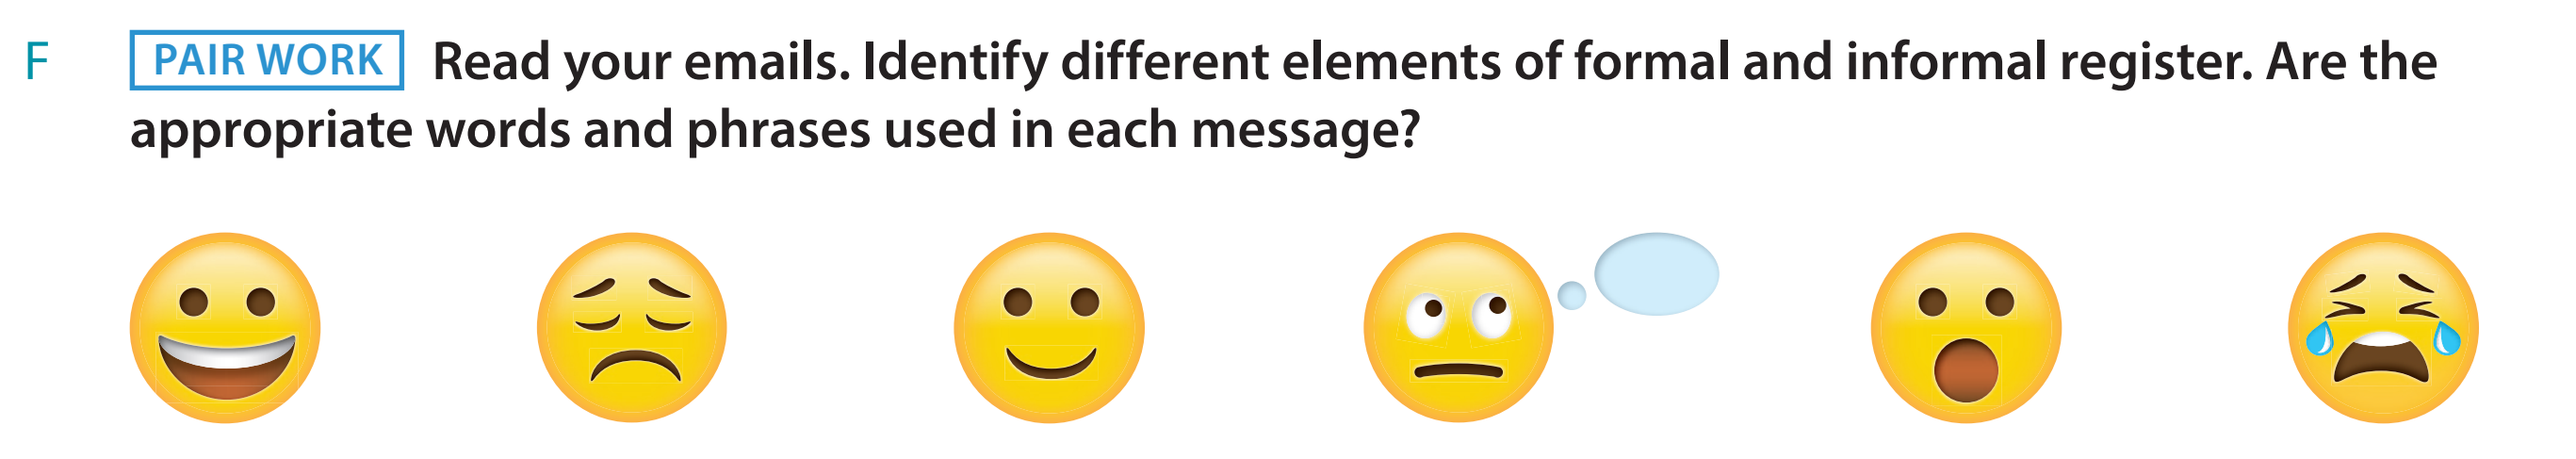 F PAIR WORK Read your emails. Identify different elements of formal and informal register. Are the
appropriate words and phrases used in each message?